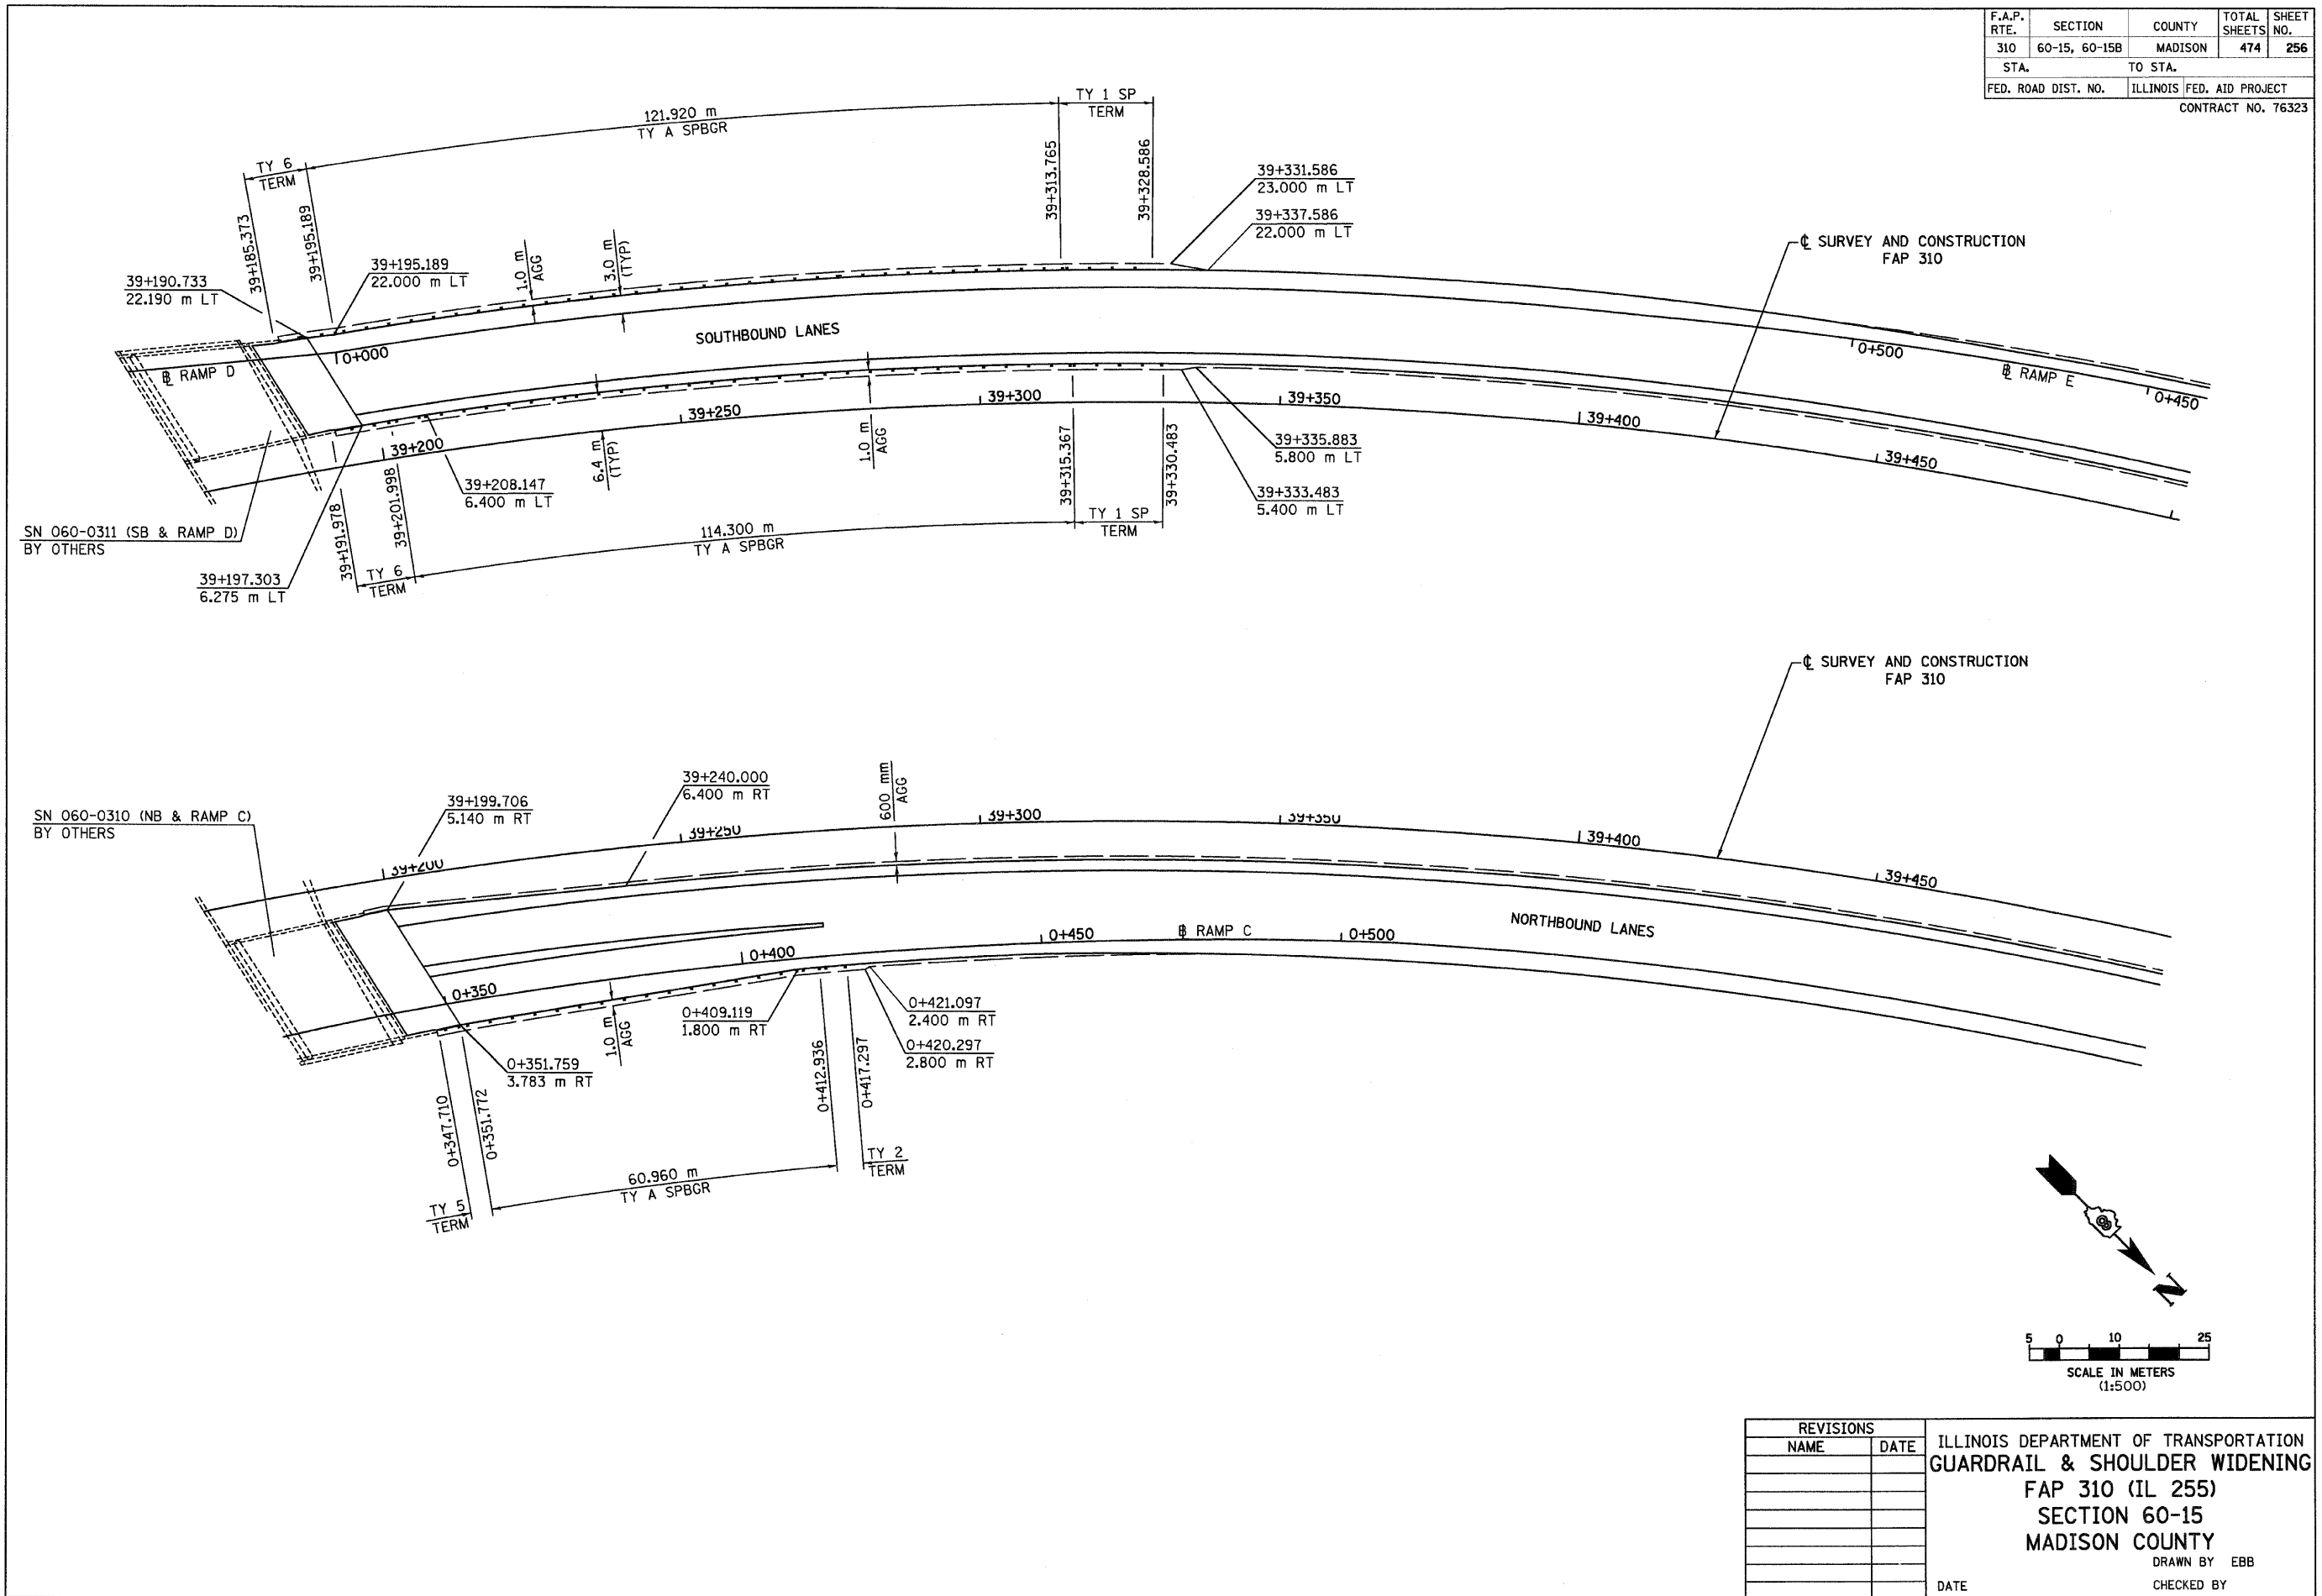 F.A.P. RTE. SECTION COUNTY TOTAL SHEETS SHEET NO.
310 60-15, 60-15B MADISON 474 256
STA. TO STA.
FED. ROAD DIST. NO. ILLINOIS FED. AID PROJECT
CONTRACT NO. 76323
121.920 m
TY A SPBGR
TY 1 SP
TERM
TY 6
TERM
39+185.373
39+195.189
39+313.765
39+328.586
39+331.586
23.000 m LT
39+337.586
22.000 m LT
39+190.733
22.190 m LT
39+195.189
22.000 m LT
1.0 m
AGG
3.0 m
(TYP)
℄ SURVEY AND CONSTRUCTION
FAP 310
SOUTHBOUND LANES
0+000
B RAMP D
0+500
B RAMP E
0+450
39+200
39+250
39+300
39+350
39+400
39+450
6.4 m
(TYP)
1.0 m
AGG
39+208.147
6.400 m LT
39+315.367
39+330.483
39+335.883
5.800 m LT
39+333.483
5.400 m LT
SN 060-0311 (SB & RAMP D)
BY OTHERS
39+191.978
39+201.998
39+197.303
6.275 m LT
TY 6
TERM
114.300 m
TY A SPBGR
TY 1 SP
TERM
℄ SURVEY AND CONSTRUCTION
FAP 310
SN 060-0310 (NB & RAMP C)
BY OTHERS
39+199.706
5.140 m RT
39+240.000
6.400 m RT
600 mm
AGG
39+200
39+250
39+300
39+350
39+400
39+450
NORTHBOUND LANES
0+350
0+400
0+450
B RAMP C
0+500
1.0 m
AGG
0+409.119
1.800 m RT
0+421.097
2.400 m RT
0+420.297
2.800 m RT
0+351.759
3.783 m RT
0+347.710
0+351.772
0+412.936
0+417.297
TY 5
TERM
60.960 m
TY A SPBGR
TY 2
TERM
N
5 0 10 25
SCALE IN METERS
(1:500)
REVISIONS
NAME DATE
ILLINOIS DEPARTMENT OF TRANSPORTATION
GUARDRAIL & SHOULDER WIDENING
FAP 310 (IL 255)
SECTION 60-15
MADISON COUNTY
DRAWN BY EBB
DATE CHECKED BY